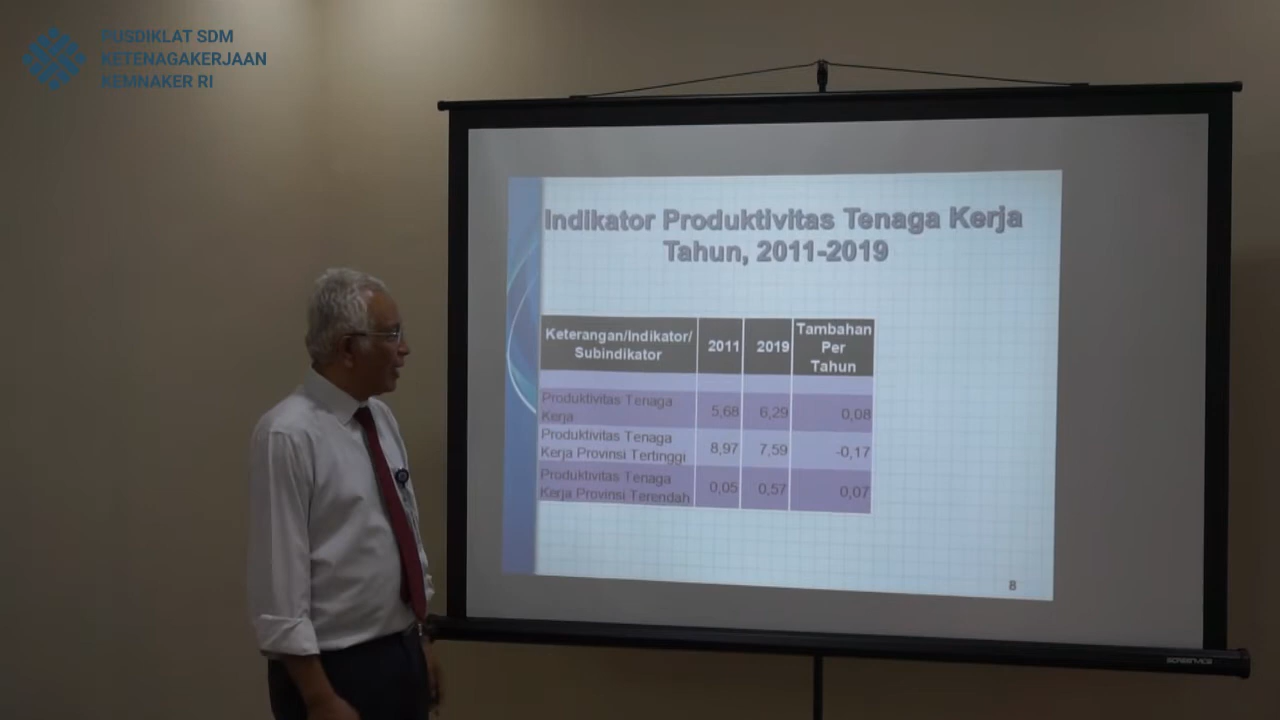 PUSDIKLAT SDM
KETENAGAKERJAAN
KEMNAKER RI
Indikator Produktivitas Tenaga Kerja
Tahun, 2011-2019
Keterangan/Indikator/
Subindikator
2011
2019
Tambahan
Per
Tahun
Produktivitas Tenaga
Kerja
5,68
6,29
0,08
Produktivitas Tenaga
Kerja Provinsi Tertinggi
8,97
7,59
-0,17
Produktivitas Tenaga
Kerja Provinsi Terendah
0,05
0,57
0,07
8